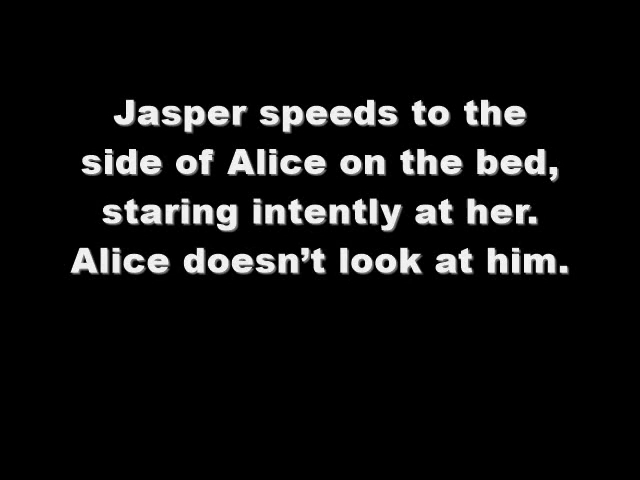 Jasper speeds to the
side of Alice on the bed,
staring intently at her.
Alice doesn’t look at him.